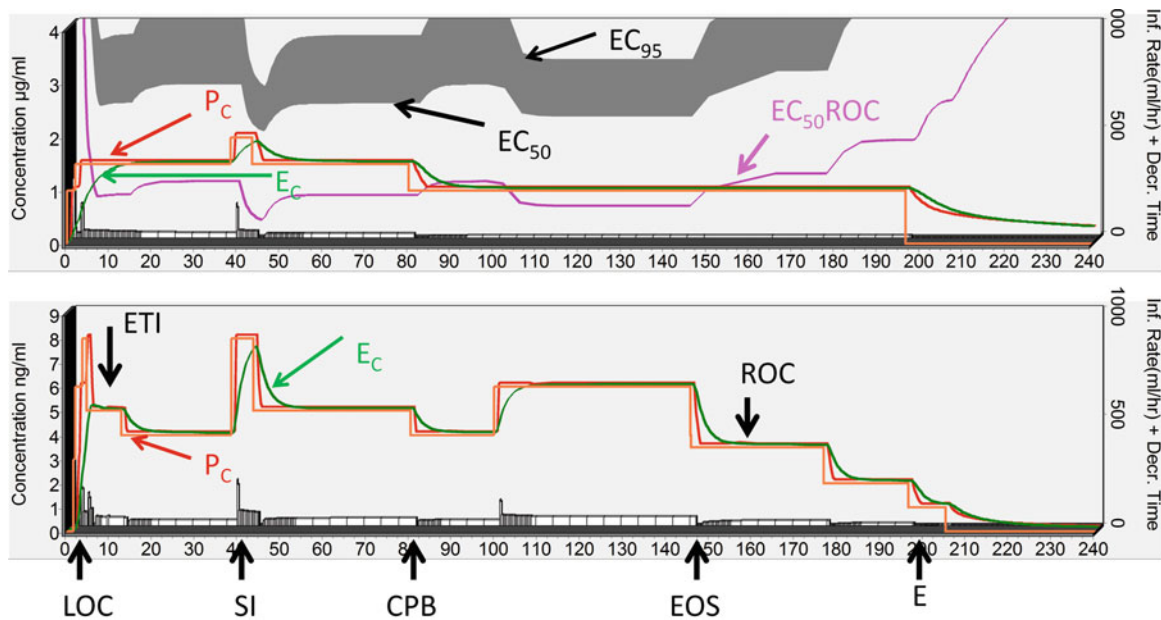 Concentration µg/ml
4
3
2
1
0
0 10 20 30 40 50 60 70 80 90 100 110 120 130 140 150 160 170 180 190 200 210 220 230 240
000
500
0
Inf. Rate(ml/hr) + Decr. Time
EC95
PC
EC50
EC50ROC
EC
Concentration ng/ml
9
8
7
6
5
4
3
2
1
0
0 10 20 30 40 50 60 70 80 90 100 110 120 130 140 150 160 170 180 190 200 210 220 230 240
1000
500
0
Inf. Rate(ml/hr) + Decr. Time
ETI
EC
ROC
PC
LOC SI CPB EOS E